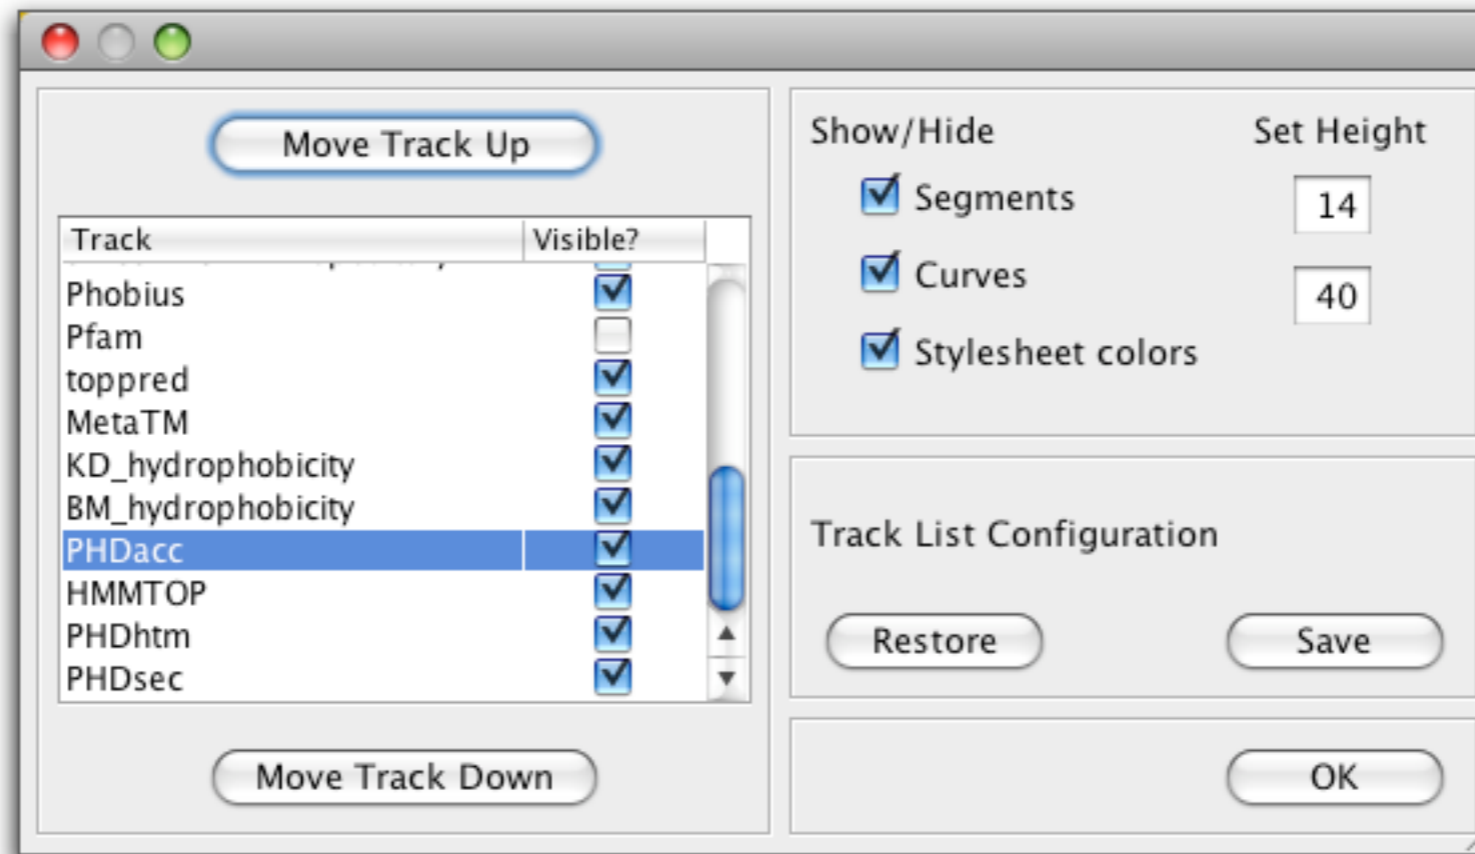 Move Track Up
Track Visible?
Phobius
Pfam
toppred
MetaTM
KD_hydrophobicity
BM_hydrophobicity
PHDacc
HMMTOP
PHDhtm
PHDsec
Move Track Down
Show/Hide Set Height
Segments 14
Curves 40
Stylesheet colors
Track List Configuration
Restore Save
OK